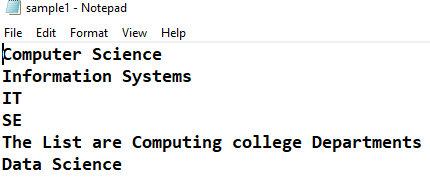 sample1 - Notepad
File Edit Format View Help
Computer Science
Information Systems
IT
SE
The List are Computing college Departments
Data Science